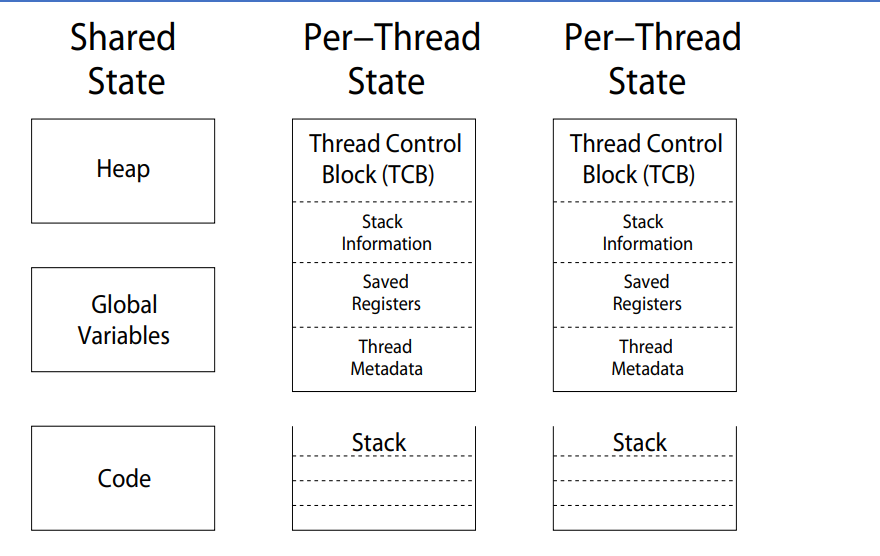 Shared
State
Per–Thread
State
Per–Thread
State
Heap
Global
Variables
Code
Thread Control
Block (TCB)
Stack
Information
Saved
Registers
Thread
Metadata
Stack
Thread Control
Block (TCB)
Stack
Information
Saved
Registers
Thread
Metadata
Stack